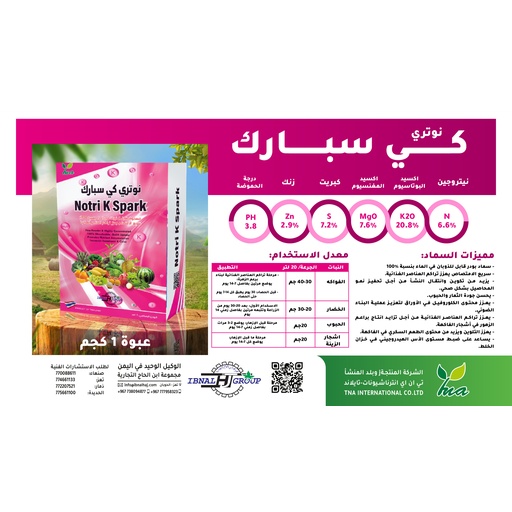 نوتري
كي سبارك
نيتروجين
اكسيد البوتاسيوم
اكسيد المغنسيوم
كبريت
زنك
درجة الحموضة
N 6.6%
K2O 20.8%
MgO 7.6%
S 7.2%
Zn 2.9%
PH 3.8
نوتري كي سبارك
Notri K Spark
Notri K Spark
عبوة 1 كجم
مميزات السماد:
- سماد بودر قابل للذوبان في الماء بنسبة 100%
- سريع الامتصاص يعزز تراكم العناصر الغذائية.
- يزيد من تكوين وانتقال النشا من أجل تحفيز نمو المحاصيل بشكل صحي.
- يحسن جودة الثمار والحبوب.
- يعزز محتوى الكلوروفيل في الأوراق لتعزيز عملية البناء الضوئي.
- يعزز تراكم العناصر الغذائية من أجل تزايد انتاج براعم الزهور في أشجار الفاكهة.
- يعزز التلوين ويزيد من محتوى الطعم السكري في الفاكهة.
- يساعد على ضبط مستوى الأس الهيدروجيني في خزان الخلط.
معدل الاستخدام:
النبات
الجرعة/ 20 لتر
التطبيق
الفواكه
30-40 جم
الخضار
20-30 جم
الحبوب
20جم
أشجار الزينة
20جم
الشركة المنتجة/ وبلد المنشأ
تي ان اي انترناشيونات-تايلاند
TNA INTERNATIONAL CO.LTD
tna
IBNAL HJ GROUP
الوكيل الوحيد في اليمن
مجموعة ابن الحاج التجارية
info@ibnalhaj.com
لطلب الاستشارات الفنية
صنعاء: 770088611
تعز: 774661133
ذمار: 772207521
الحديدة: 775661100